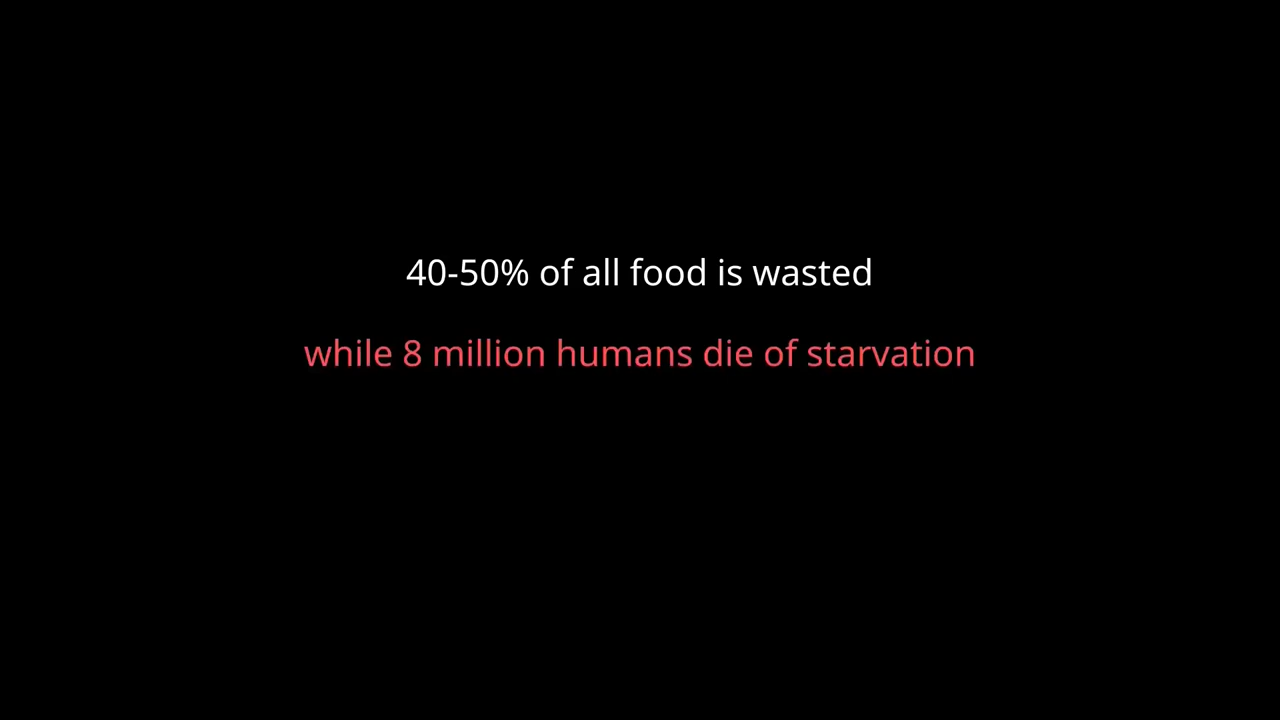 40-50% of all food is wasted
while 8 million humans die of starvation